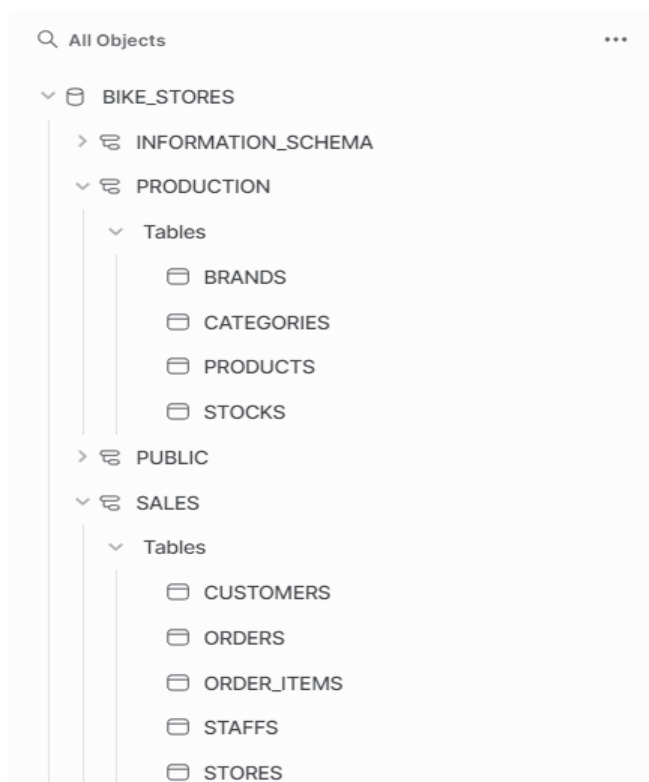 All Objects
BIKE_STORES
INFORMATION_SCHEMA
PRODUCTION
Tables
BRANDS
CATEGORIES
PRODUCTS
STOCKS
PUBLIC
SALES
Tables
CUSTOMERS
ORDERS
ORDER_ITEMS
STAFFS
STORES